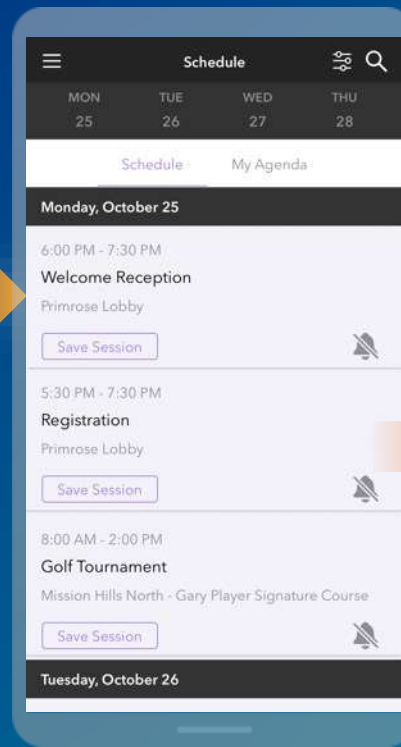 Schedule
MON TUE WED THU
25 26 27 28
Schedule My Agenda
Monday, October 25
6:00 PM - 7:30 PM
Welcome Reception
Primrose Lobby
Save Session
5:30 PM - 7:30 PM
Registration
Primrose Lobby
Save Session
8:00 AM - 2:00 PM
Golf Tournament
Mission Hills North - Gary Player Signature Course
Save Session
Tuesday, October 26